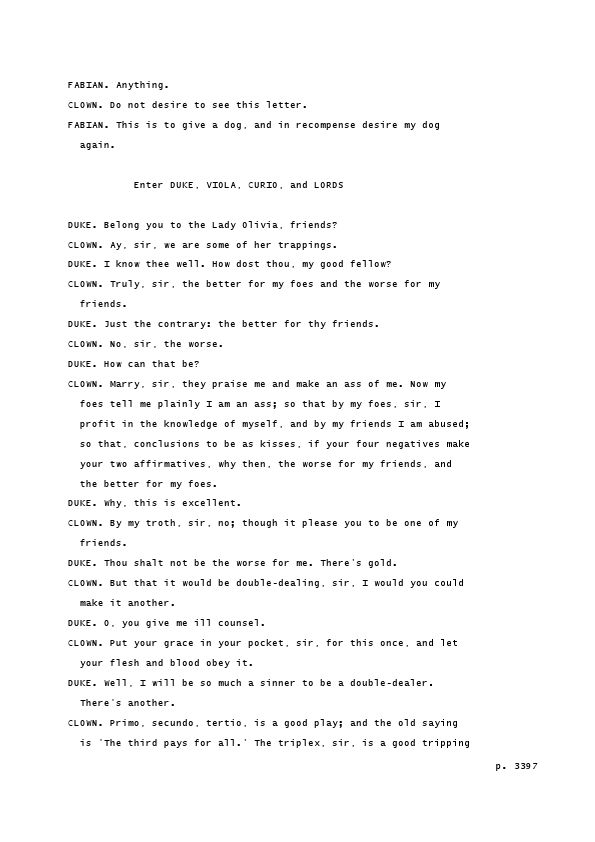 FABIAN. Anything.
CLOWN. Do not desire to see this letter.
FABIAN. This is to give a dog, and in recompense desire my dog
again.
Enter DUKE, VIOLA, CURIO, and LORDS
DUKE. Belong you to the Lady Olivia, friends?
CLOWN. Ay, sir, we are some of her trappings.
DUKE. I know thee well. How dost thou, my good fellow?
CLOWN. Truly, sir, the better for my foes and the worse for my
friends.
DUKE. Just the contrary: the better for thy friends.
CLOWN. No, sir, the worse.
DUKE. How can that be?
CLOWN. Marry, sir, they praise me and make an ass of me. Now my
foes tell me plainly I am an ass; so that by my foes, sir, I
profit in the knowledge of myself, and by my friends I am abused;
so that, conclusions to be as kisses, if your four negatives make
your two affirmatives, why then, the worse for my friends, and
the better for my foes.
DUKE. Why, this is excellent.
CLOWN. By my troth, sir, no; though it please you to be one of my
friends.
DUKE. Thou shalt not be the worse for me. There's gold.
CLOWN. But that it would be double-dealing, sir, I would you could
make it another.
DUKE. O, you give me ill counsel.
CLOWN. Put your grace in your pocket, sir, for this once, and let
your flesh and blood obey it.
DUKE. Well, I will be so much a sinner to be a double-dealer.
There's another.
CLOWN. Primo, secundo, tertio, is a good play; and the old saying
is 'The third pays for all.' The triplex, sir, is a good tripping
p. 3397